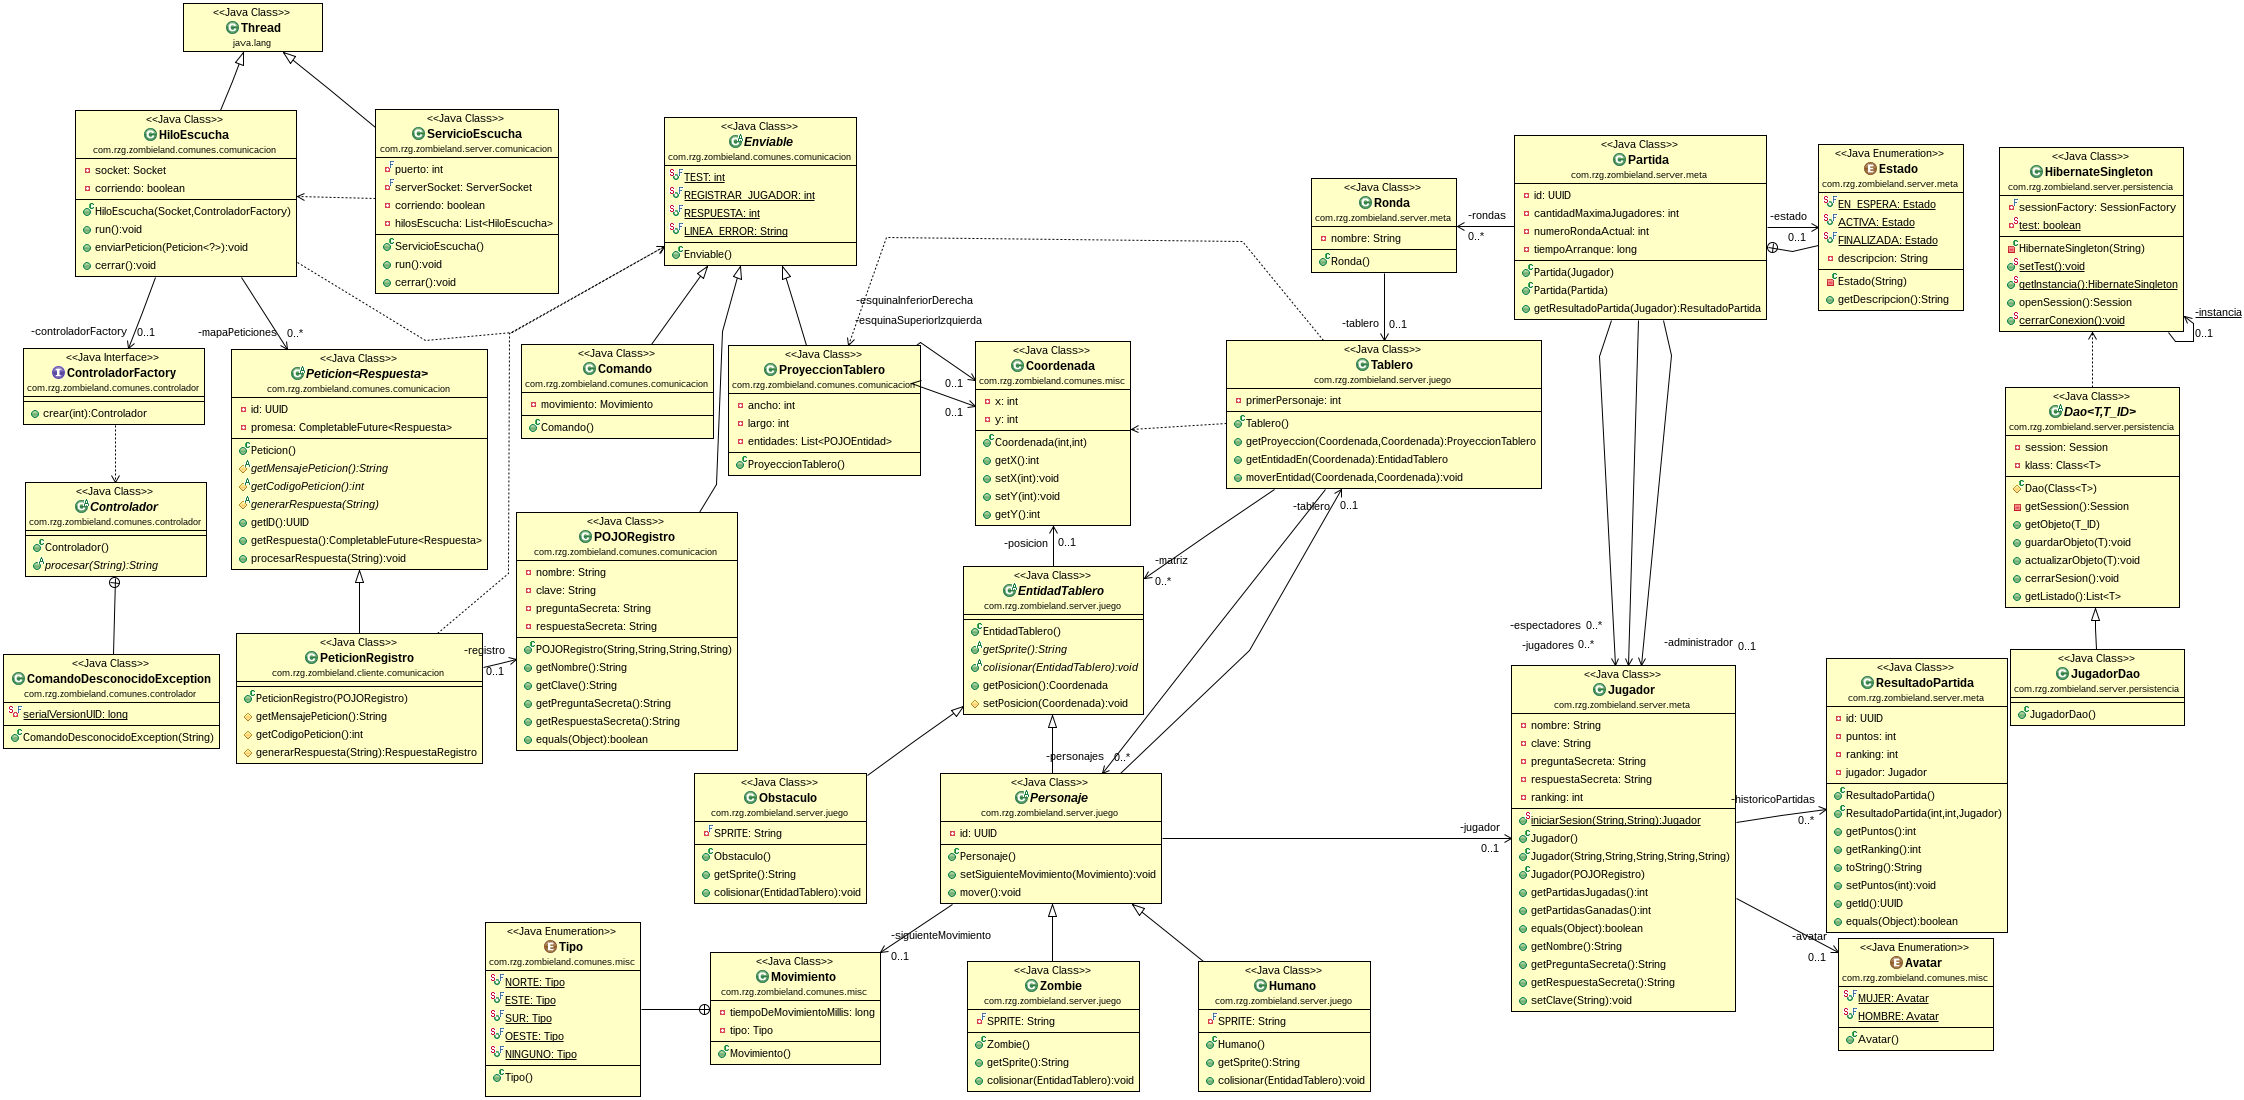 <<Java Class>>
Thread
java.lang
<<Java Class>>
HiloEscucha
com.rzg.zombieland.comunes.comunicacion
socket: Socket
corriendo: boolean
HiloEscucha(Socket,ControladorFactory)
run():void
enviarPeticion(Peticion<?>):void
cerrar():void
<<Java Class>>
ServicioEscucha
com.rzg.zombieland.server.comunicacion
puerto: int
serverSocket: ServerSocket
corriendo: boolean
hilosEscucha: List<HiloEscucha>
ServicioEscucha()
run():void
cerrar():void
<<Java Class>>
Enviable
com.rzg.zombieland.comunes.comunicacion
TEST: int
REGISTRAR_JUGADOR: int
RESPUESTA: int
LINEA_ERROR: String
Enviable()
<<Java Class>>
Ronda
com.rzg.zombieland.server.meta
nombre: String
Ronda()
-rondas
0..*
<<Java Class>>
Partida
com.rzg.zombieland.server.meta
id: UUID
cantidadMaximaJugadores: int
numeroRondaActual: int
tiempoArranque: long
Partida(Jugador)
Partida(Partida)
getResultadoPartida(Jugador):ResultadoPartida
-estado
0..1
<<Java Enumeration>>
Estado
com.rzg.zombieland.server.meta
EN_ESPERA: Estado
ACTIVA: Estado
FINALIZADA: Estado
descripcion: String
Estado(String)
getDescripcion():String
<<Java Class>>
HibernateSingleton
com.rzg.zombieland.server.persistencia
sessionFactory: SessionFactory
test: boolean
HibernateSingleton(String)
setTest():void
getInstancia():HibernateSingleton
openSession():Session
cerrarConexion():void
-instancia
0..1
-controladorFactory
0..1
-mapaPeticiones
0..*
<<Java Interface>>
ControladorFactory
com.rzg.zombieland.comunes.controlador
crear(int):Controlador
<<Java Class>>
Peticion<Respuesta>
com.rzg.zombieland.comunes.comunicacion
id: UUID
promesa: CompletableFuture<Respuesta>
Peticion()
getMensajePeticion():String
getCodigoPeticion():int
generarRespuesta(String)
getID():UUID
getRespuesta():CompletableFuture<Respuesta>
procesarRespuesta(String):void
<<Java Class>>
Comando
com.rzg.zombieland.comunes.comunicacion
movimiento: Movimiento
Comando()
<<Java Class>>
ProyeccionTablero
com.rzg.zombieland.comunes.comunicacion
ancho: int
largo: int
entidades: List<POJOEntidad>
ProyeccionTablero()
-esquinaInferiorDerecha
-esquinaSuperiorIzquierda
0..1
0..1
<<Java Class>>
Coordenada
com.rzg.zombieland.comunes.misc
x: int
y: int
Coordenada(int,int)
getX():int
setX(int):void
setY(int):void
getY():int
-tablero
0..1
<<Java Class>>
Tablero
com.rzg.zombieland.server.juego
primerPersonaje: int
Tablero()
getProyeccion(Coordenada,Coordenada):ProyeccionTablero
getEntidadEn(Coordenada):EntidadTablero
moverEntidad(Coordenada,Coordenada):void
<<Java Class>>
Dao<T,T_ID>
com.rzg.zombieland.server.persistencia
session: Session
klass: Class<T>
Dao(Class<T>)
getSession():Session
getObjeto(T_ID)
guardarObjeto(T):void
actualizarObjeto(T):void
cerrarSesion():void
getListado():List<T>
<<Java Class>>
Controlador
com.rzg.zombieland.comunes.controlador
Controlador()
procesar(String):String
<<Java Class>>
POJORegistro
com.rzg.zombieland.comunes.comunicacion
nombre: String
clave: String
preguntaSecreta: String
respuestaSecreta: String
POJORegistro(String,String,String,String)
getNombre():String
getClave():String
getPreguntaSecreta():String
getRespuestaSecreta():String
equals(Object):boolean
-posicion
0..1
-matriz
0..*
-tablero
0..1
<<Java Class>>
EntidadTablero
com.rzg.zombieland.server.juego
EntidadTablero()
getSprite():String
colisionar(EntidadTablero):void
getPosicion():Coordenada
setPosicion(Coordenada):void
<<Java Class>>
ComandoDesconocidoException
com.rzg.zombieland.comunes.controlador
serialVersionUID: long
ComandoDesconocidoException(String)
<<Java Class>>
PeticionRegistro
com.rzg.zombieland.cliente.comunicacion
PeticionRegistro(POJORegistro)
getMensajePeticion():String
getCodigoPeticion():int
generarRespuesta(String):RespuestaRegistro
-registro
0..1
-espectadores 0..*
-jugadores 0..*
-administrador
0..1
<<Java Class>>
Jugador
com.rzg.zombieland.server.meta
nombre: String
clave: String
preguntaSecreta: String
respuestaSecreta: String
ranking: int
iniciarSesion(String,String):Jugador
Jugador()
Jugador(String,String,String,String,String)
Jugador(POJORegistro)
getPartidasJugadas():int
getPartidasGanadas():int
equals(Object):boolean
getNombre():String
getPreguntaSecreta():String
getRespuestaSecreta():String
setClave(String):void
<<Java Class>>
ResultadoPartida
com.rzg.zombieland.server.meta
id: UUID
puntos: int
ranking: int
jugador: Jugador
ResultadoPartida()
ResultadoPartida(int,int,Jugador)
getPuntos():int
getRanking():int
toString():String
setPuntos(int):void
getId():UUID
equals(Object):boolean
-historicoPartidas
0..*
<<Java Class>>
JugadorDao
com.rzg.zombieland.server.persistencia
JugadorDao()
<<Java Class>>
Obstaculo
com.rzg.zombieland.server.juego
SPRITE: String
Obstaculo()
getSprite():String
colisionar(EntidadTablero):void
-personajes
0..*
<<Java Class>>
Personaje
com.rzg.zombieland.server.juego
id: UUID
Personaje()
setSiguienteMovimiento(Movimiento):void
mover():void
-jugador
0..1
-avatar
0..1
<<Java Enumeration>>
Avatar
com.rzg.zombieland.comunes.misc
MUJER: Avatar
HOMBRE: Avatar
Avatar()
<<Java Enumeration>>
Tipo
com.rzg.zombieland.comunes.misc
NORTE: Tipo
ESTE: Tipo
SUR: Tipo
OESTE: Tipo
NINGUNO: Tipo
Tipo()
-siguienteMovimiento
0..1
<<Java Class>>
Movimiento
com.rzg.zombieland.comunes.misc
tiempoDeMovimientoMillis: long
tipo: Tipo
Movimiento()
<<Java Class>>
Zombie
com.rzg.zombieland.server.juego
SPRITE: String
Zombie()
getSprite():String
colisionar(EntidadTablero):void
<<Java Class>>
Humano
com.rzg.zombieland.server.juego
SPRITE: String
Humano()
getSprite():String
colisionar(EntidadTablero):void